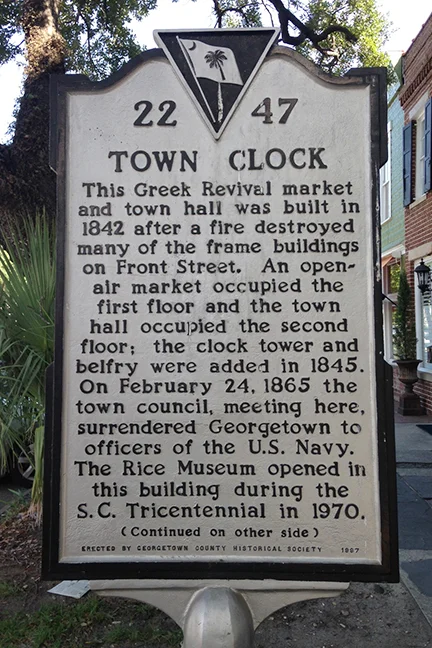 22 47
TOWN CLOCK
This Greek Revival market
and town hall was built in
1842 after a fire destroyed
many of the frame buildings
on Front Street. An open-
air market occupied the
first floor and the town
hall occupied the second
floor; the clock tower and
belfry were added in 1845.
On February 24, 1865 the
town council, meeting here,
surrendered Georgetown to
officers of the U.S. Navy.
The Rice Museum opened in
this building during the
S.C. Tricentennial in 1970.
(Continued on other side)
ERECTED BY GEORGETOWN COUNTY HISTORICAL SOCIETY 1997